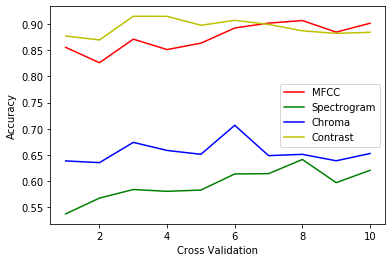 0.90
0.85
0.80
0.75
0.70
0.65
0.60
0.55
Accuracy
MFCC
Spectrogram
Chroma
Contrast
2 4 6 8 10
Cross Validation